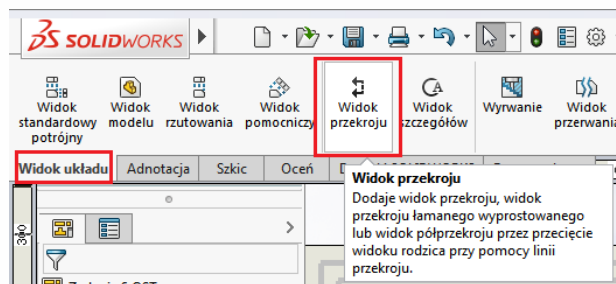 SOLIDWORKS
Widok standardowy potrójny
Widok modelu
Widok rzutowania
Widok pomocniczy
Widok przekroju
Widok szczegółów
Wyrwanie
Widok przerwania
Widok układu
Adnotacja
Szkic
Oceń
Widok przekroju
Dodaje widok przekroju, widok
przekroju łamanego wyprostowanego
lub widok półprzekroju przez przecięcie
widoku rodzica przy pomocy linii
przekroju.